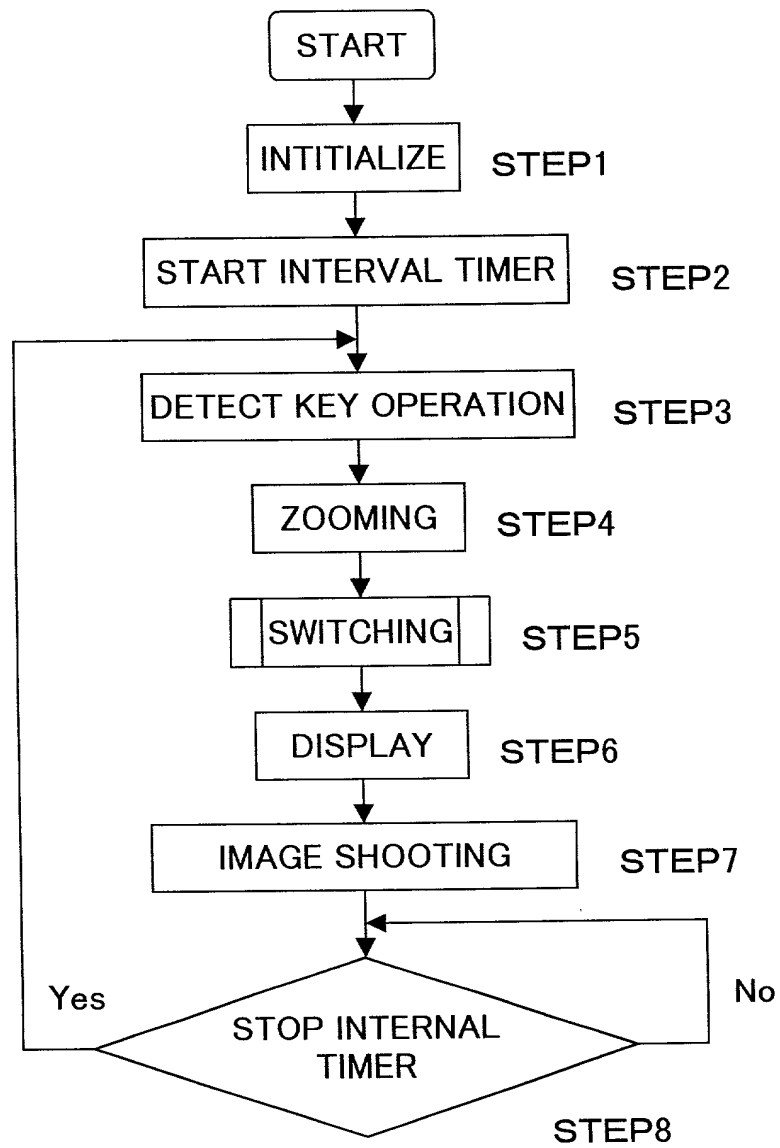 START
INTITIALIZE
STEP1
START INTERVAL TIMER
STEP2
DETECT KEY OPERATION
STEP3
ZOOMING
STEP4
SWITCHING
STEP5
DISPLAY
STEP6
IMAGE SHOOTING
STEP7
Yes
No
STOP INTERNAL
TIMER
STEP8